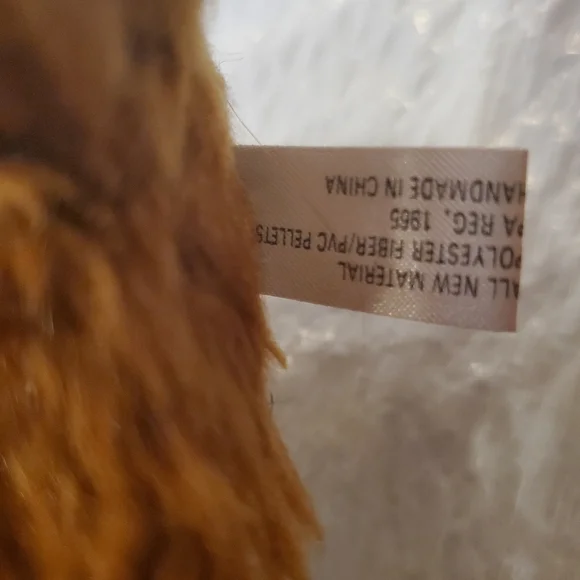 ALL NEW MATERIAL
POLYESTER FIBER/PVC PELLETS
PA REG. 1965
HANDMADE IN CHINA